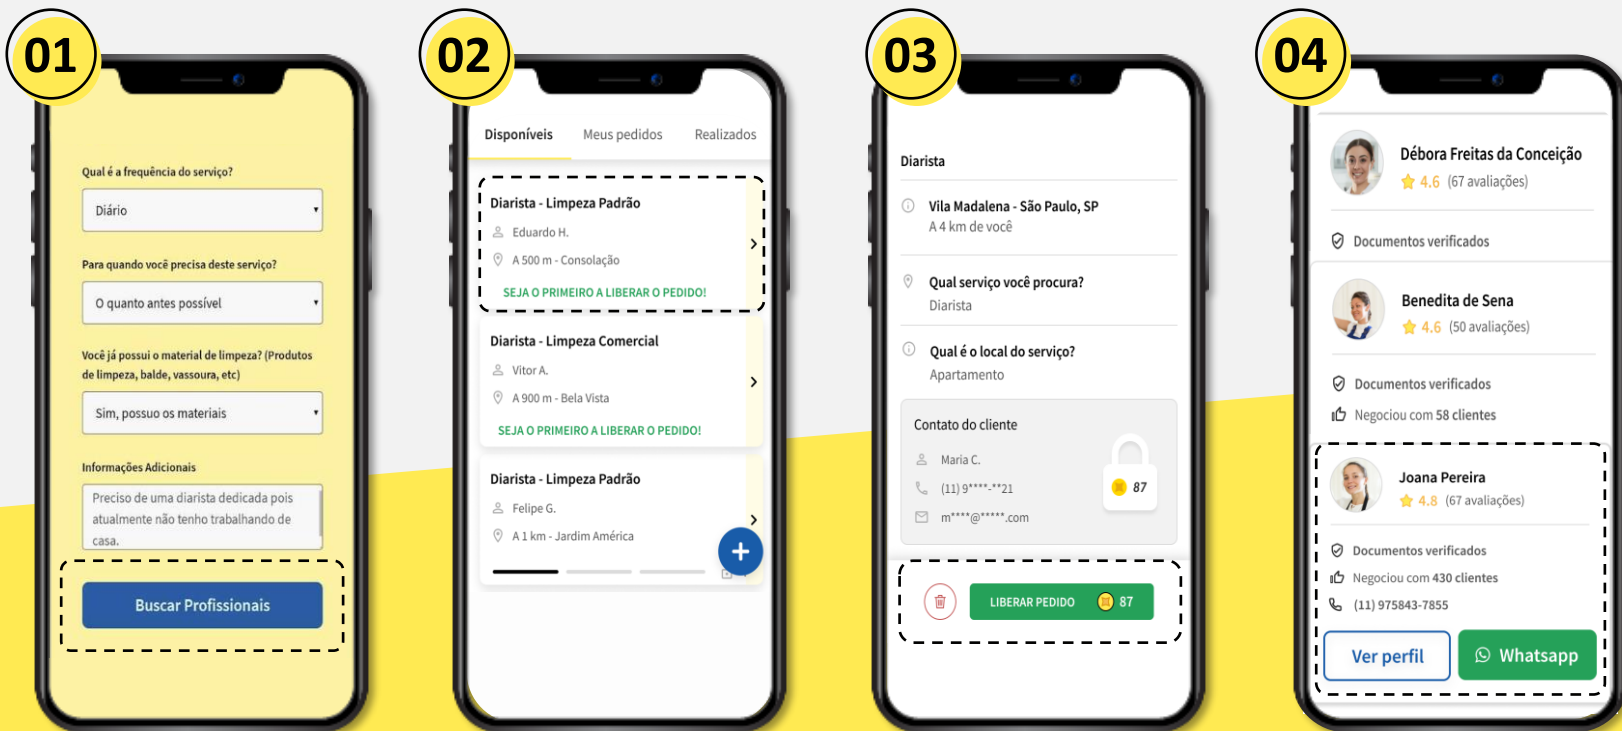 01
Qual é a frequência do serviço?
Diário
Para quando você precisa deste serviço?
O quanto antes possível
Você já possui o material de limpeza? (Produtos
de limpeza, balde, vassoura, etc)
Sim, possuo os materiais
Informações Adicionais
Preciso de uma diarista dedicada pois
atualmente não tenho trabalhando de
casa.
Buscar Profissionais
02
Disponíveis Meus pedidos Realizados
Diarista - Limpeza Padrão
Eduardo H.
A 500 m - Consolação
SEJA O PRIMEIRO A LIBERAR O PEDIDO!
Diarista - Limpeza Comercial
Vitor A.
A 900 m - Bela Vista
SEJA O PRIMEIRO A LIBERAR O PEDIDO!
Diarista - Limpeza Padrão
Felipe G.
A 1 km - Jardim América
+
03
Diarista
Vila Madalena - São Paulo, SP
A 4 km de você
Qual serviço você procura?
Diarista
Qual é o local do serviço?
Apartamento
Contato do cliente
Maria C.
(11) 9****-**21
m****@*****.com
87
LIBERAR PEDIDO 87
04
Débora Freitas da Conceição
4.6 (67 avaliações)
Documentos verificados
Benedita de Sena
4.6 (50 avaliações)
Documentos verificados
Negociou com 58 clientes
Joana Pereira
4.8 (67 avaliações)
Documentos verificados
Negociou com 430 clientes
(11) 975843-7855
Ver perfil Whatsapp